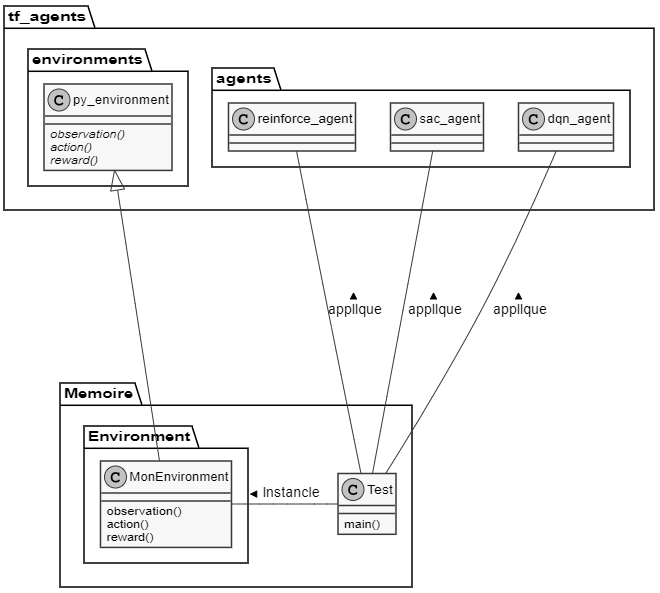 tf_agents
environments
C py_environment
observation()
action()
reward()
agents
C reinforce_agent
C sac_agent
C dqn_agent
▲
applique
▲
applique
▲
applique
Memoire
Environment
C MonEnvironment
observation()
action()
reward()
◄ Instancie
C Test
main()